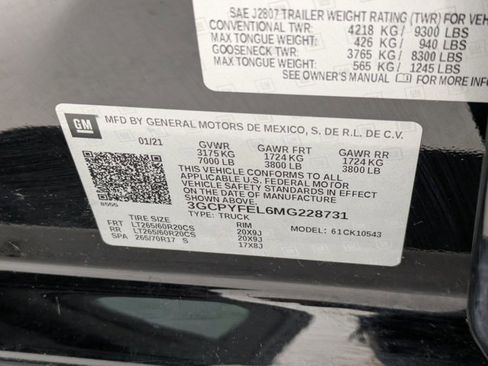 SAE J2807 TRAILER WEIGHT RATING (TWR) FOR VEH
CONVENTIONAL TWR: 4218 KG / 9300 LBS
MAX TONGUE WEIGHT: 426 KG / 940 LBS
GOOSENECK TWR: 3765 KG / 8300 LBS
MAX TONGUE WEIGHT: 565 KG / 1245 LBS
SEE OWNER'S MANUAL FOR MORE INFO
GM
MFD BY GENERAL MOTORS DE MEXICO, S. DE R.L. DE C.V.
01/21 GVWR GAWR FRT GAWR RR
3175 KG 1724 KG 1724 KG
7000 LB 3800 LB 3800 LB
THIS VEHICLE CONFORMS TO ALL
APPLICABLE U.S. FEDERAL MOTOR
VEHICLE SAFETY STANDARDS IN EFFECT
ON THE DATE OF MANUFACTURE
SHOWN ABOVE.
3GCPYFEL6MG228731
TYPE: TRUCK
MODEL: 61CK10543
TIRE SIZE RIM
FRT LT265/60R20CS 20X9J
RR LT265/60R20CS 20X9J
SPA 265/70R17 S 17X8J